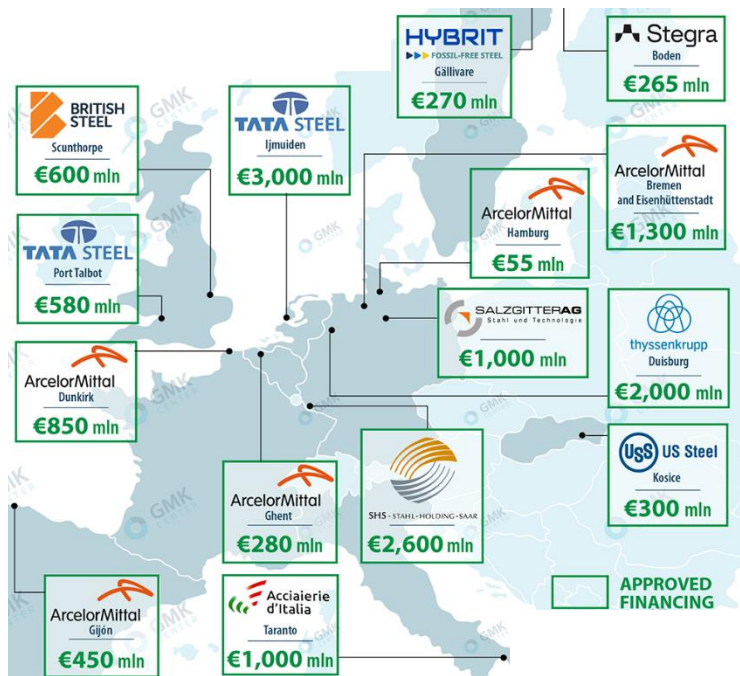 HYBRIT
FOSSIL-FREE STEEL
Gällivare
€270 mln
Stegra
Boden
€265 mln
BRITISH
STEEL
Scunthorpe
€600 mln
TATA STEEL
Ijmuiden
€3,000 mln
ArcelorMittal
Bremen
and Eisenhüttenstadt
€1,300 mln
ArcelorMittal
Hamburg
€55 mln
TATA STEEL
Port Talbot
€580 mln
SALZGITTERAG
Stahl und Technologie
€1,000 mln
thyssenkrupp
Duisburg
€2,000 mln
ArcelorMittal
Dunkirk
€850 mln
ArcelorMittal
Ghent
€280 mln
SHS - STAHL-HOLDING-SAAR
€2,600 mln
USS US Steel
Kosice
€300 mln
ArcelorMittal
Gijón
€450 mln
Acciaierie
d'Italia
Taranto
€1,000 mln
APPROVED
FINANCING
GMK
CENTER